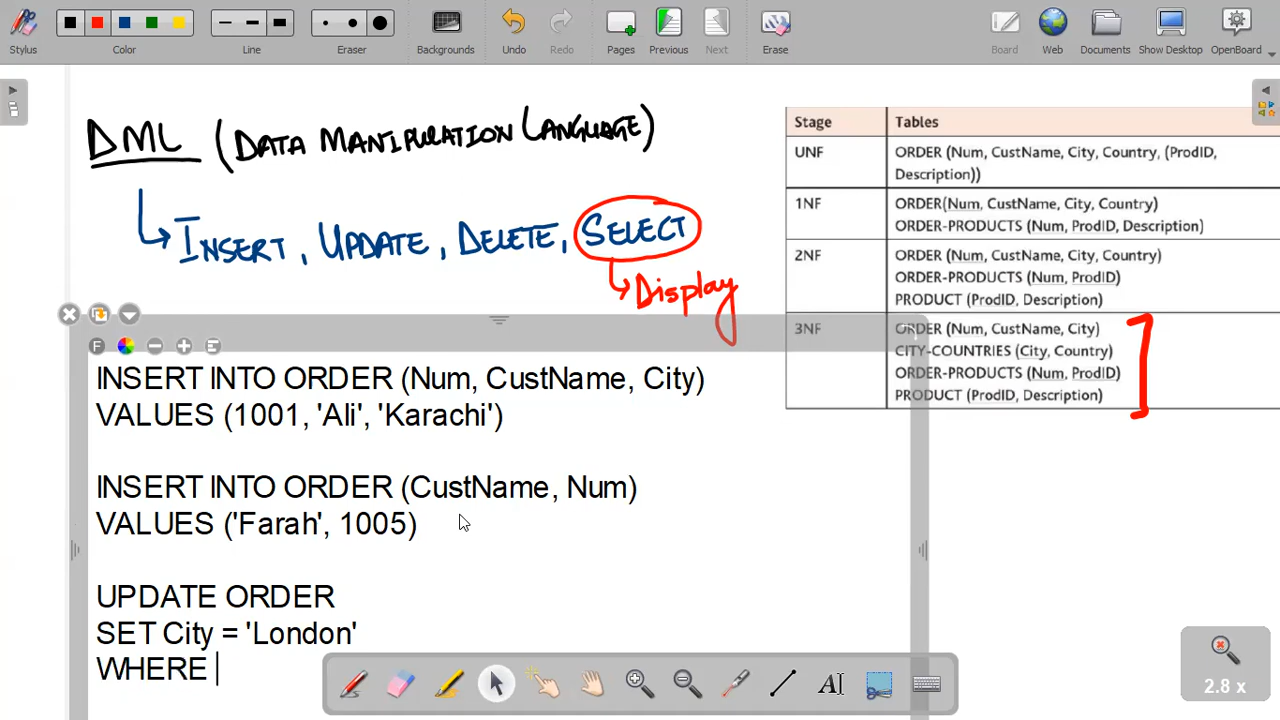 Stylus
Color
Line
Eraser
Backgrounds
Undo
Redo
Pages
Previous
Next
Erase
Board
Web
Documents
Show Desktop
OpenBoard
DML (DATA MANIPULATION LANGUAGE)
INSERT, UPDATE, DELETE, SELECT
Display
Stage Tables
UNF ORDER (Num, CustName, City, Country, (ProdID,
Description))
1NF ORDER(Num, CustName, City, Country)
ORDER-PRODUCTS (Num, ProdID, Description)
2NF ORDER (Num, CustName, City, Country)
ORDER-PRODUCTS (Num, ProdID)
PRODUCT (ProdID, Description)
3NF ORDER (Num, CustName, City)
CITY-COUNTRIES (City, Country)
ORDER-PRODUCTS (Num, ProdID)
PRODUCT (ProdID, Description)
F
INSERT INTO ORDER (Num, CustName, City)
VALUES (1001, 'Ali', 'Karachi')
INSERT INTO ORDER (CustName, Num)
VALUES ('Farah', 1005)
UPDATE ORDER
SET City = 'London'
WHERE
AI
2.8 x